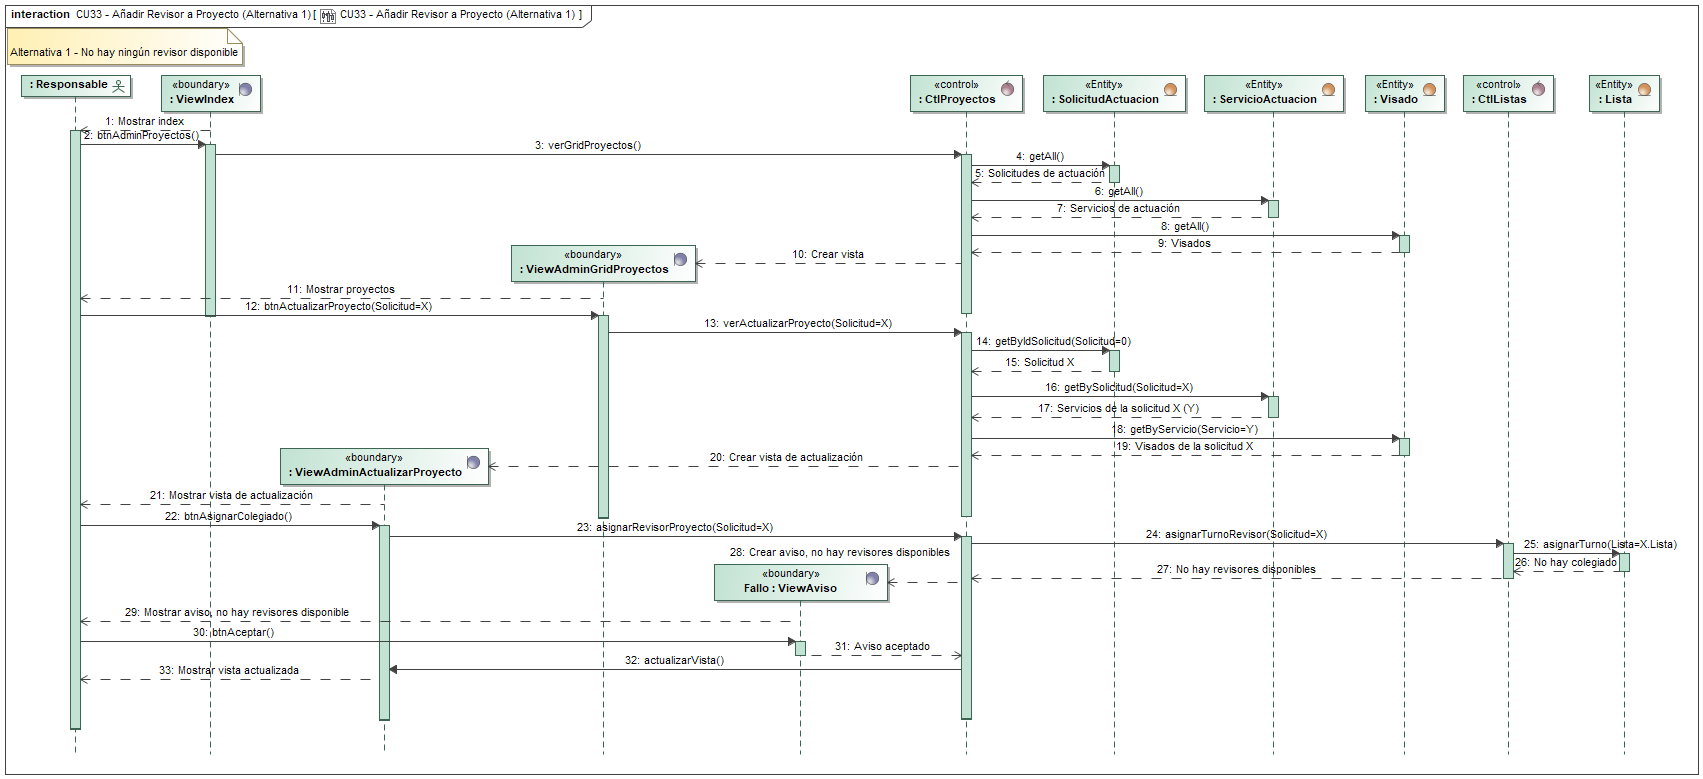 interaction CU33 - Añadir Revisor a Proyecto (Alternativa 1) [ CU33 - Añadir Revisor a Proyecto (Alternativa 1) ]
Alternativa 1 - No hay ningún revisor disponible
: Responsable
«boundary»
: ViewIndex
«control»
: CtlProyectos
«Entity»
: SolicitudActuacion
«Entity»
: ServicioActuacion
«Entity»
: Visado
«control»
: CtlListas
«Entity»
: Lista
1: Mostrar index
2: btnAdminProyectos()
3: verGridProyectos()
4: getAll()
5: Solicitudes de actuación
6: getAll()
7: Servicios de actuación
8: getAll()
9: Visados
10: Crear vista
«boundary»
: ViewAdminGridProyectos
11: Mostrar proyectos
12: btnActualizarProyecto(Solicitud=X)
13: verActualizarProyecto(Solicitud=X)
14: getByIdSolicitud(Solicitud=0)
15: Solicitud X
16: getBySolicitud(Solicitud=X)
17: Servicios de la solicitud X (Y)
18: getByServicio(Servicio=Y)
19: Visados de la solicitud X
20: Crear vista de actualización
«boundary»
: ViewAdminActualizarProyecto
21: Mostrar vista de actualización
22: btnAsignarColegiado()
23: asignarRevisorProyecto(Solicitud=X)
24: asignarTurnoRevisor(Solicitud=X)
25: asignarTurno(Lista=X.Lista)
26: No hay colegiado
27: No hay revisores disponibles
28: Crear aviso, no hay revisores disponibles
«boundary»
Fallo : ViewAviso
29: Mostrar aviso, no hay revisores disponible
30: btnAceptar()
31: Aviso aceptado
32: actualizarVista()
33: Mostrar vista actualizada